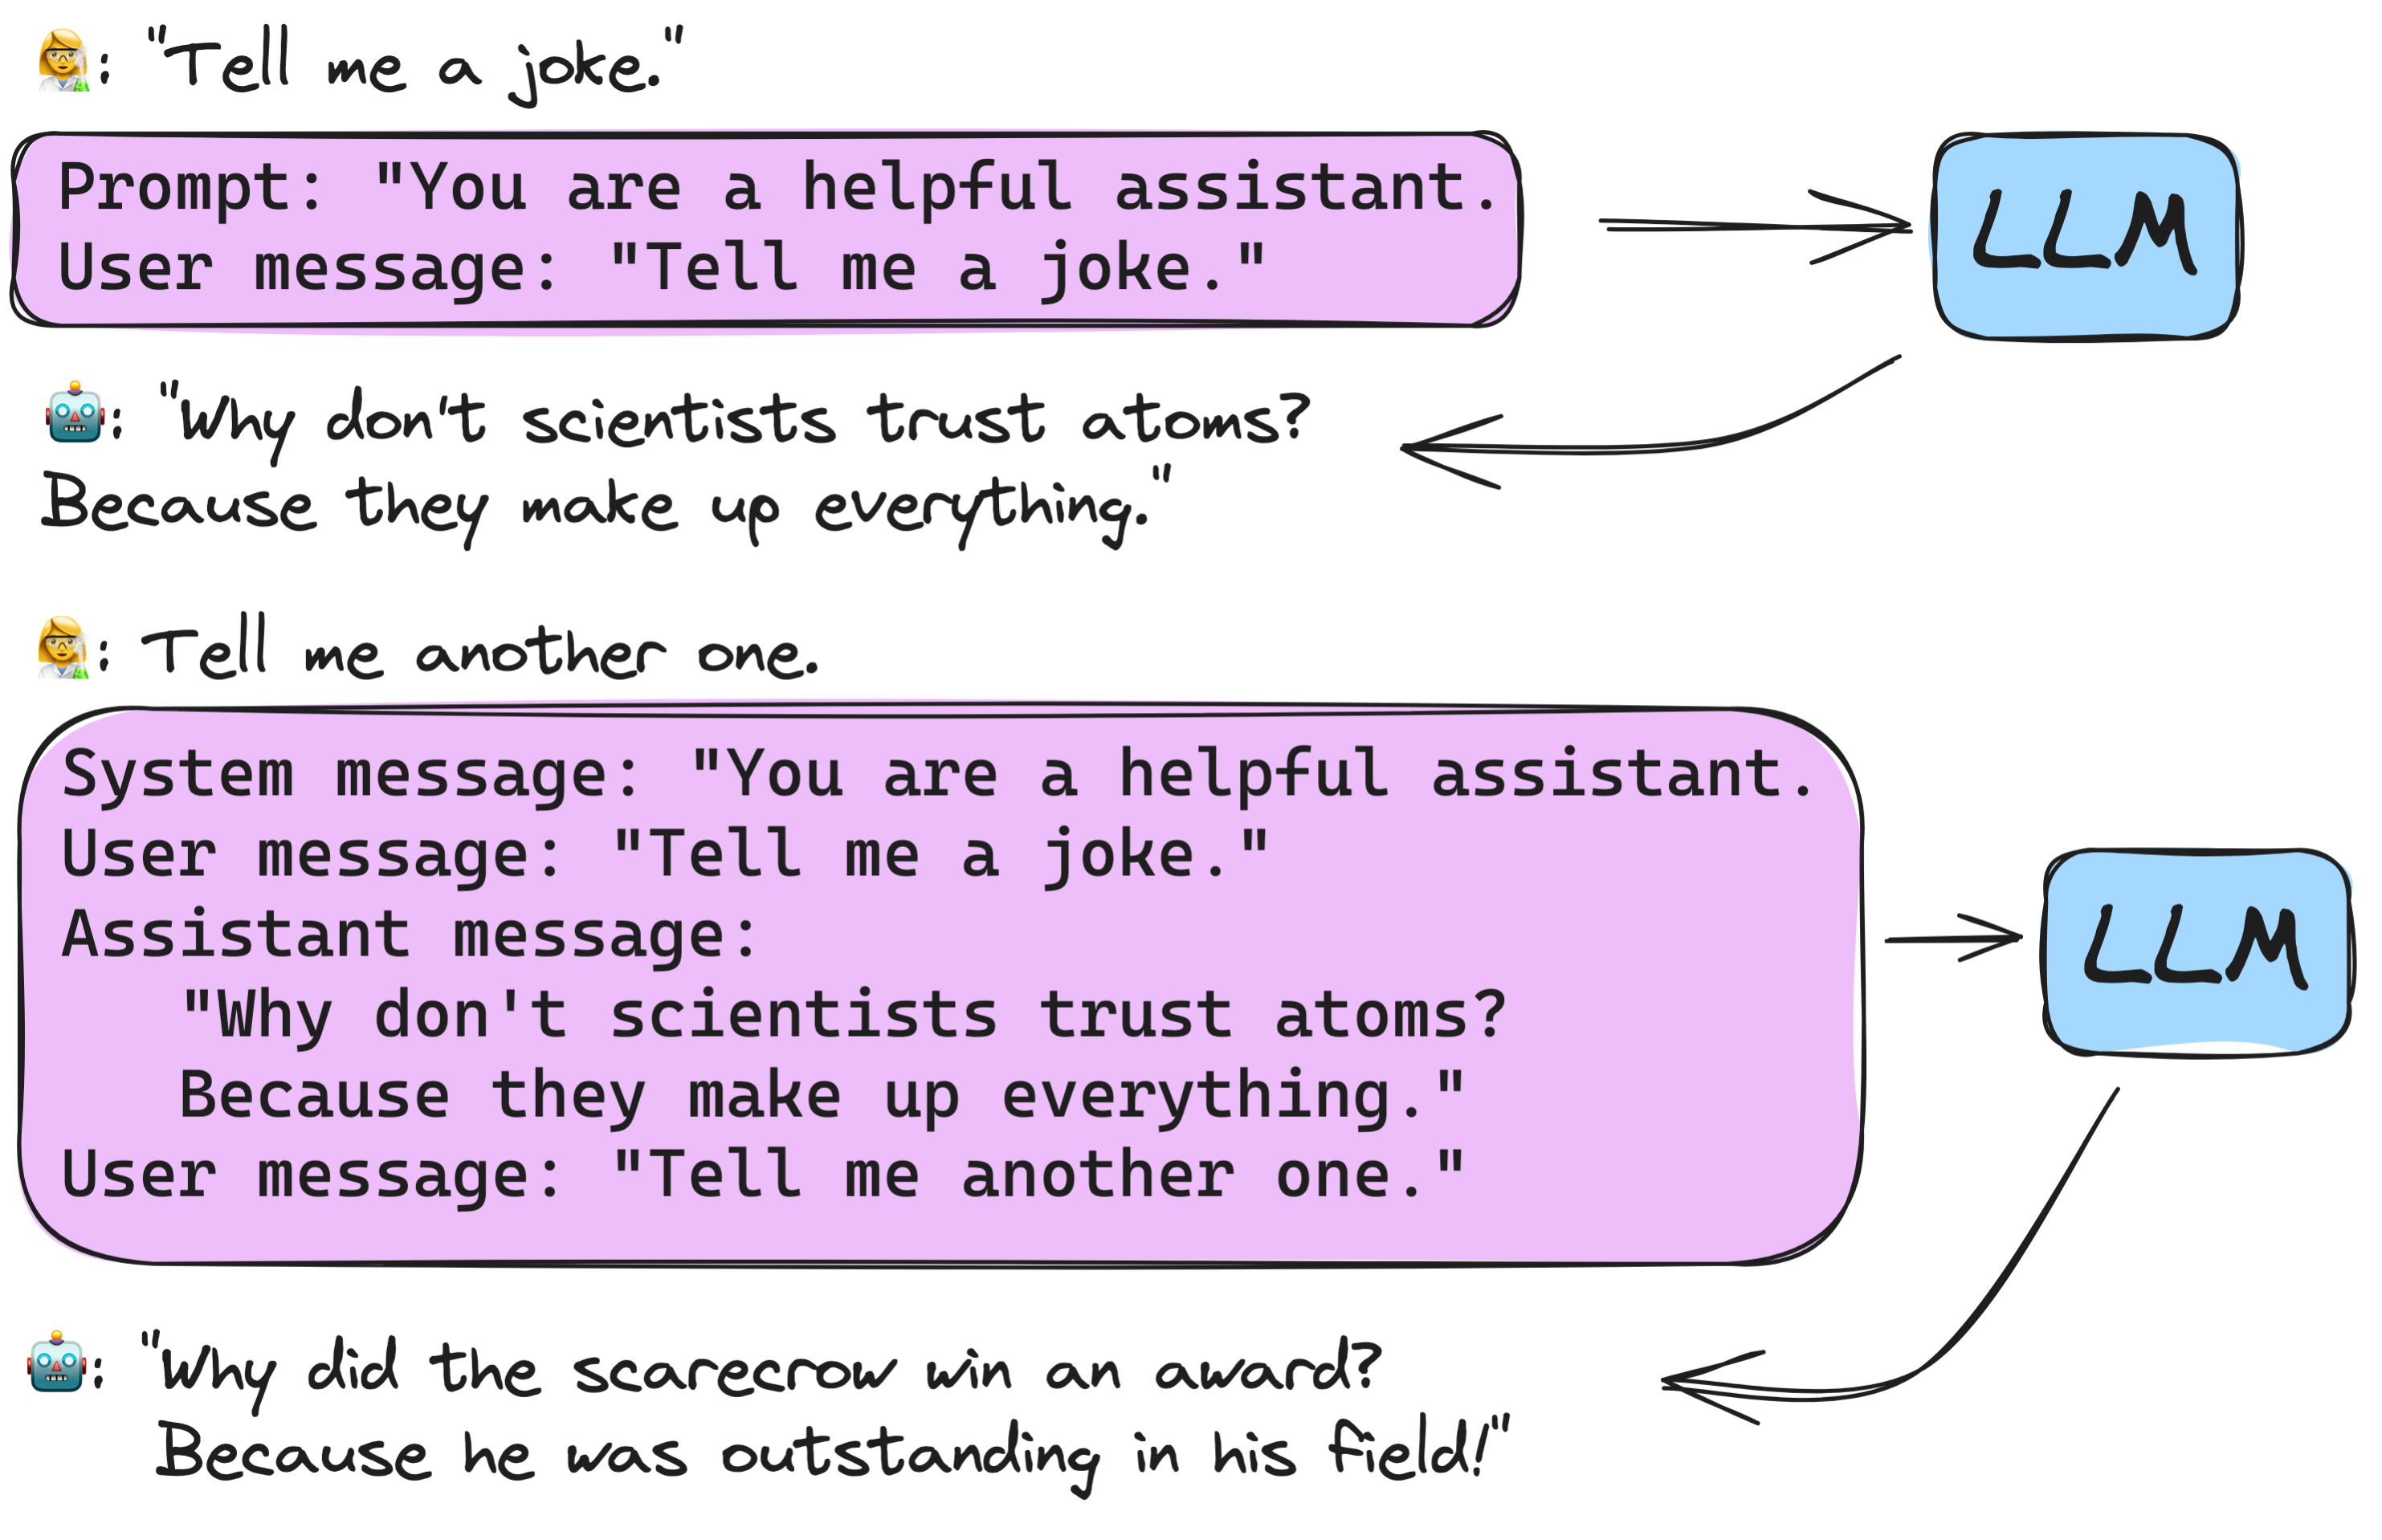 : "Tell me a joke."
Prompt: "You are a helpful assistant.
User message: "Tell me a joke."
LLM
: "Why don't scientists trust atoms?
Because they make up everything."
: Tell me another one.
System message: "You are a helpful assistant.
User message: "Tell me a joke."
Assistant message:
"Why don't scientists trust atoms?
Because they make up everything."
User message: "Tell me another one."
LLM
: "Why did the scarecrow win an award?
Because he was outstanding in his field!"